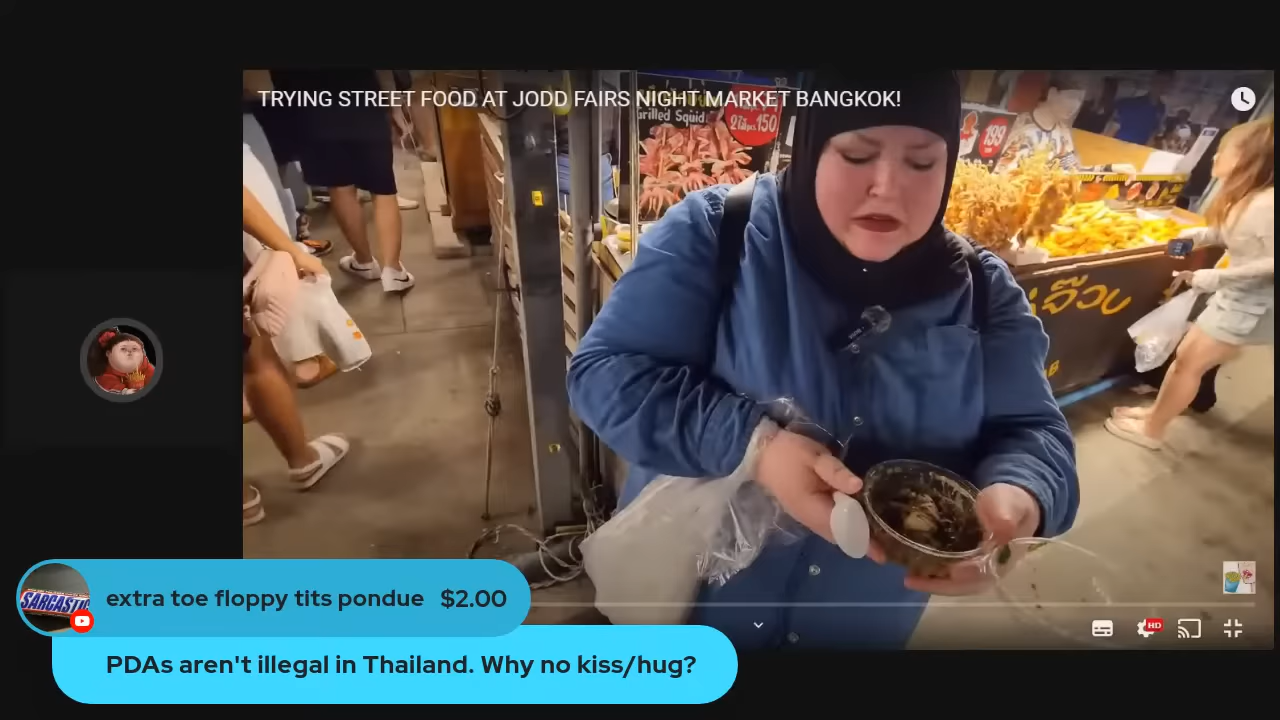 TRYING STREET FOOD AT JODD FAIRS NIGHT MARKET BANGKOK!
Grilled Squid
150
199
HD
SARCASTIC
extra toe floppy tits pondue $2.00
PDAs aren't illegal in Thailand. Why no kiss/hug?